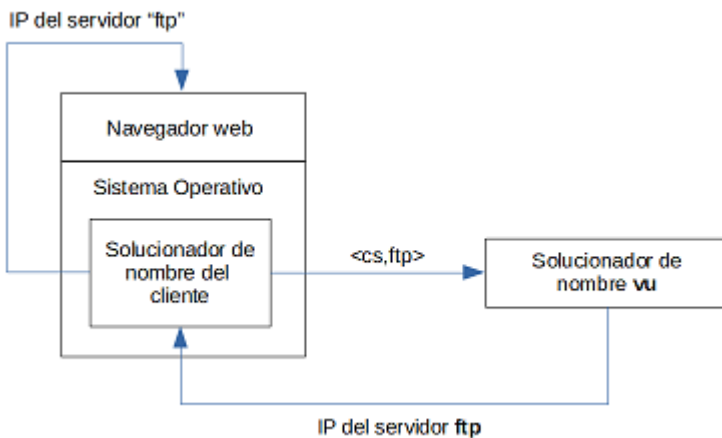 IP del servidor “ftp”
Navegador web
Sistema Operativo
Solucionador de
nombre del
cliente
<cs,ftp>
Solucionador de
nombre vu
IP del servidor ftp